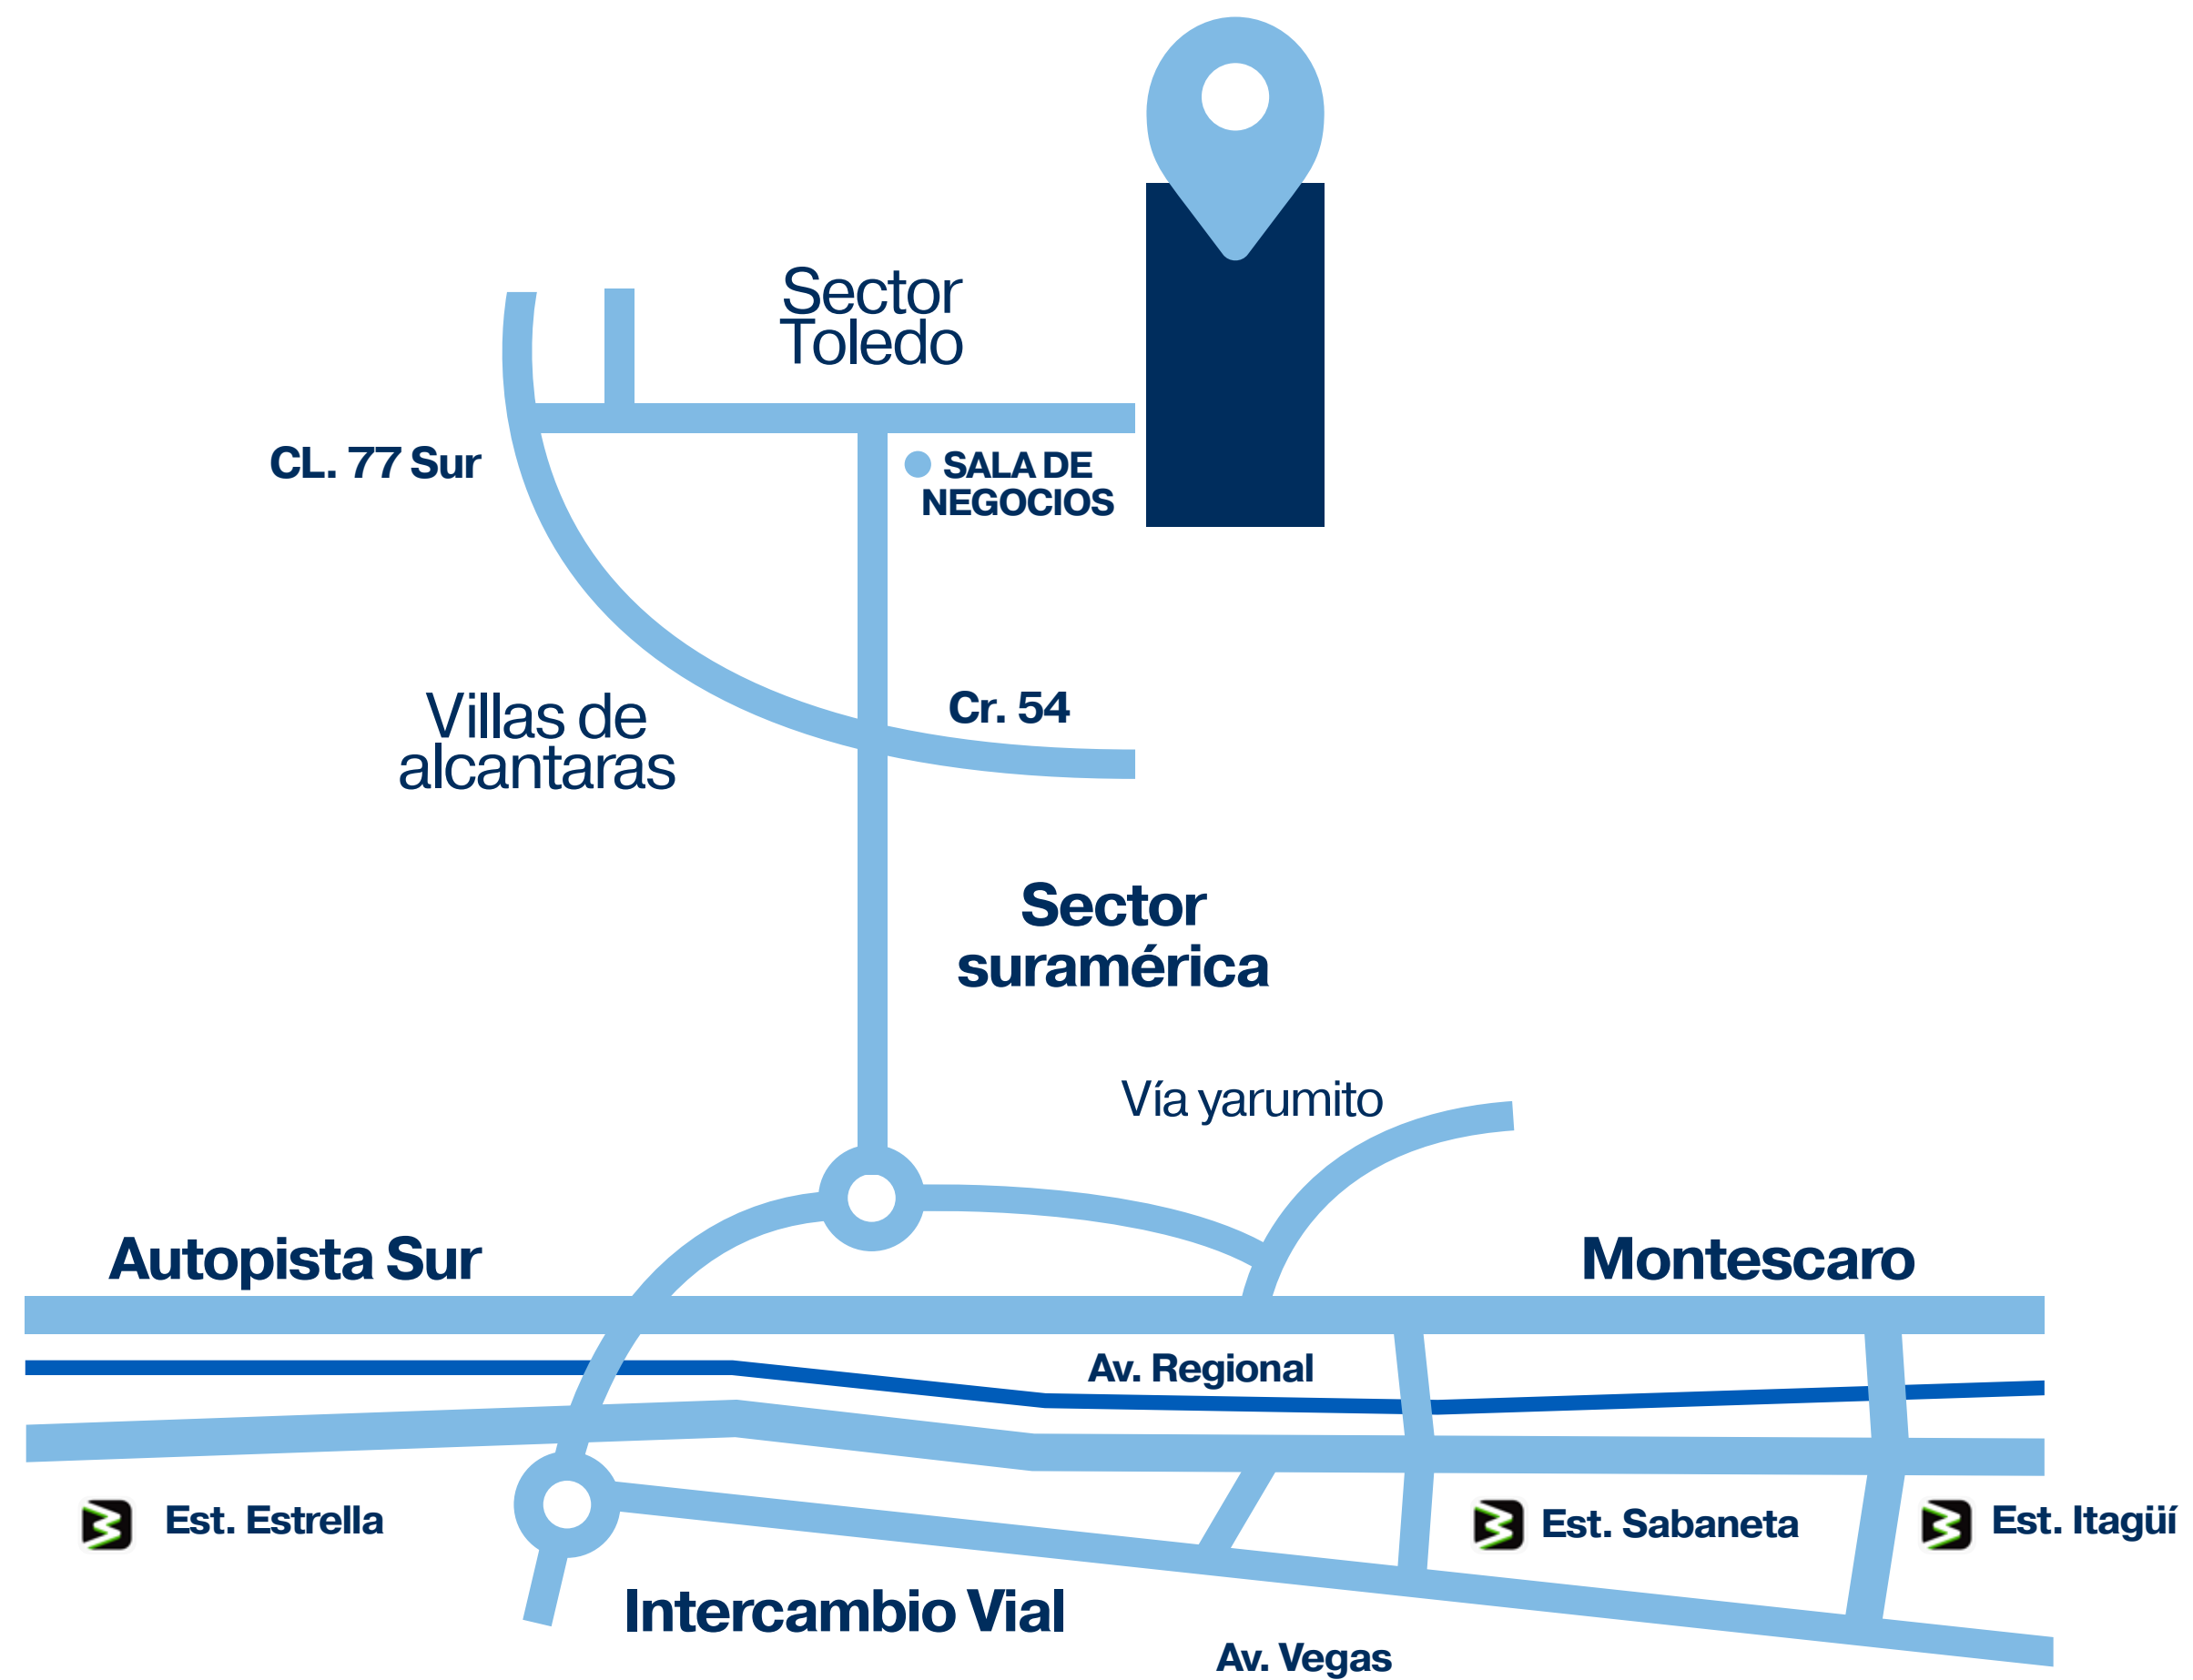 Sector
Toledo
CL. 77 Sur
SALA DE
NEGOCIOS
Cr. 54
Villas de
alcantaras
Sector
suramérica
Vía yarumito
Autopista Sur
Montescaro
Av. Regional
Est. Estrella
Est. Sabaneta
Est. Itagüí
Intercambio Vial
Av. Vegas